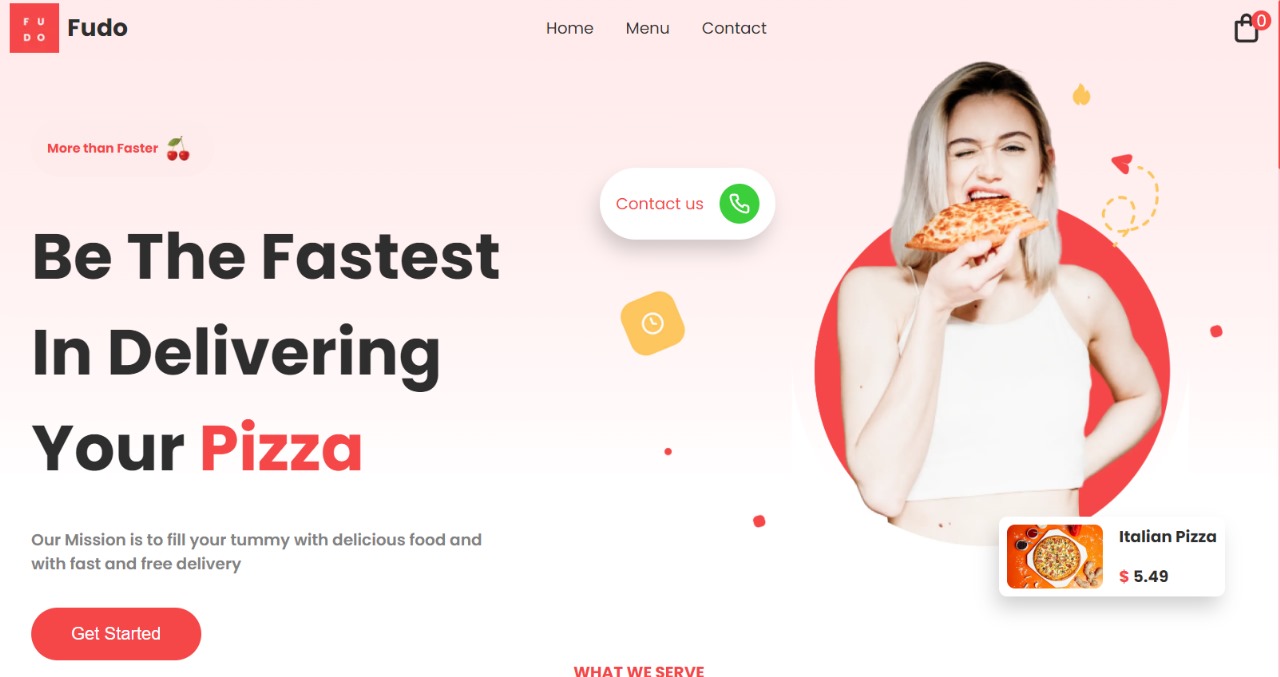 F U
D O
Fudo
Home
Menu
Contact
0
More than Faster
Contact us
Be The Fastest
In Delivering
Your Pizza
Our Mission is to fill your tummy with delicious food and
with fast and free delivery
Get Started
Italian Pizza
$ 5.49
WHAT WE SERVE